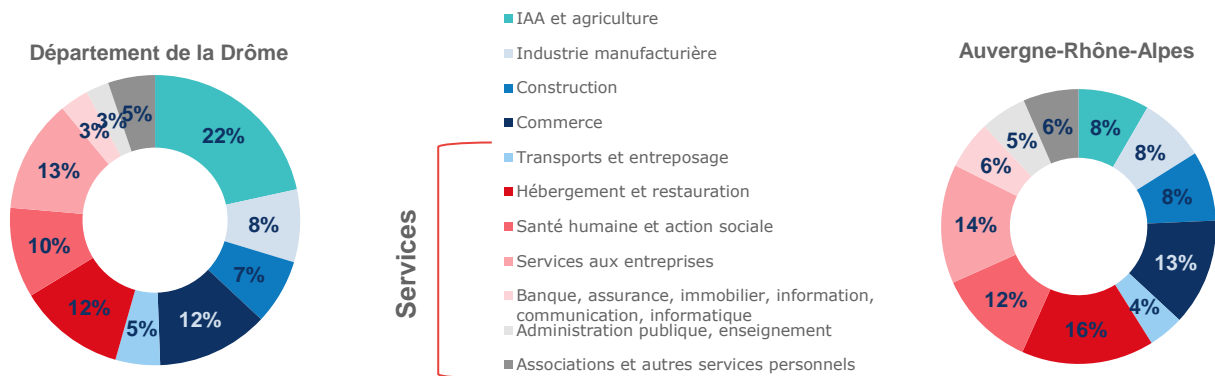 Département de la Drôme
22%
8%
7%
12%
5%
12%
10%
13%
3%
3%
5%
Services
IAA et agriculture
Industrie manufacturière
Construction
Commerce
Transports et entreposage
Hébergement et restauration
Santé humaine et action sociale
Services aux entreprises
Banque, assurance, immobilier, information,
communication, informatique
Administration publique, enseignement
Associations et autres services personnels
Auvergne-Rhône-Alpes
8%
8%
8%
13%
4%
16%
12%
14%
6%
5%
6%